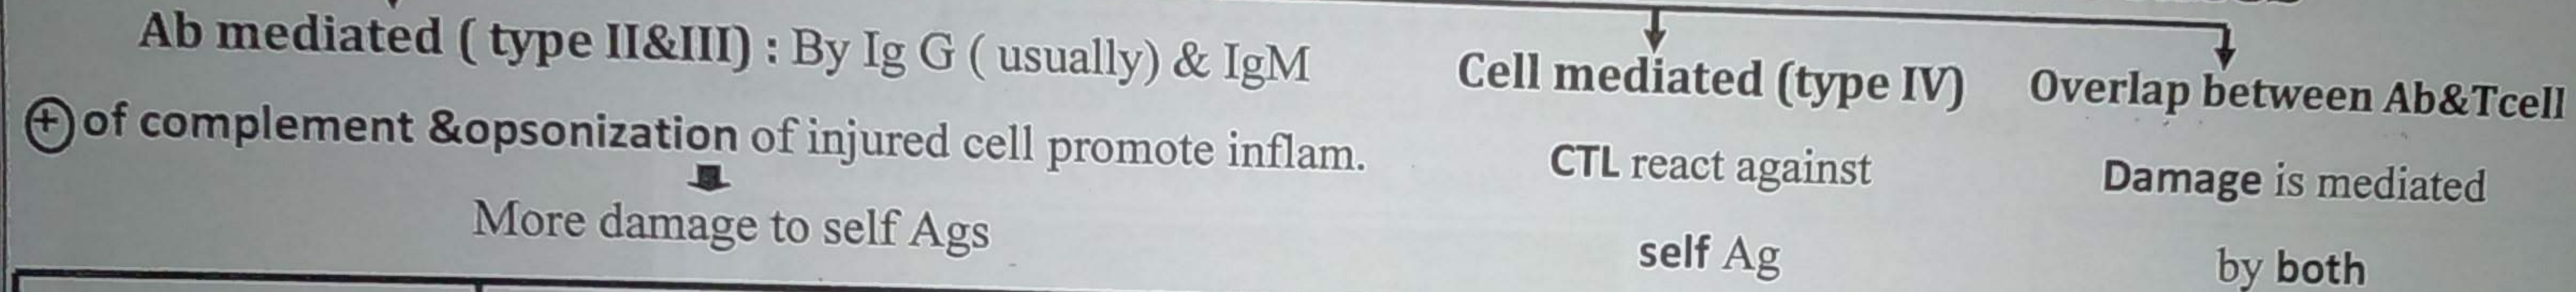 Ab mediated ( type II&III) : By Ig G ( usually) & IgM
⊕ of complement &opsonization of injured cell promote inflam.
More damage to self Ags
Cell mediated (type IV)
CTL react against
self Ag
Overlap between Ab&Tcell
Damage is mediated
by both